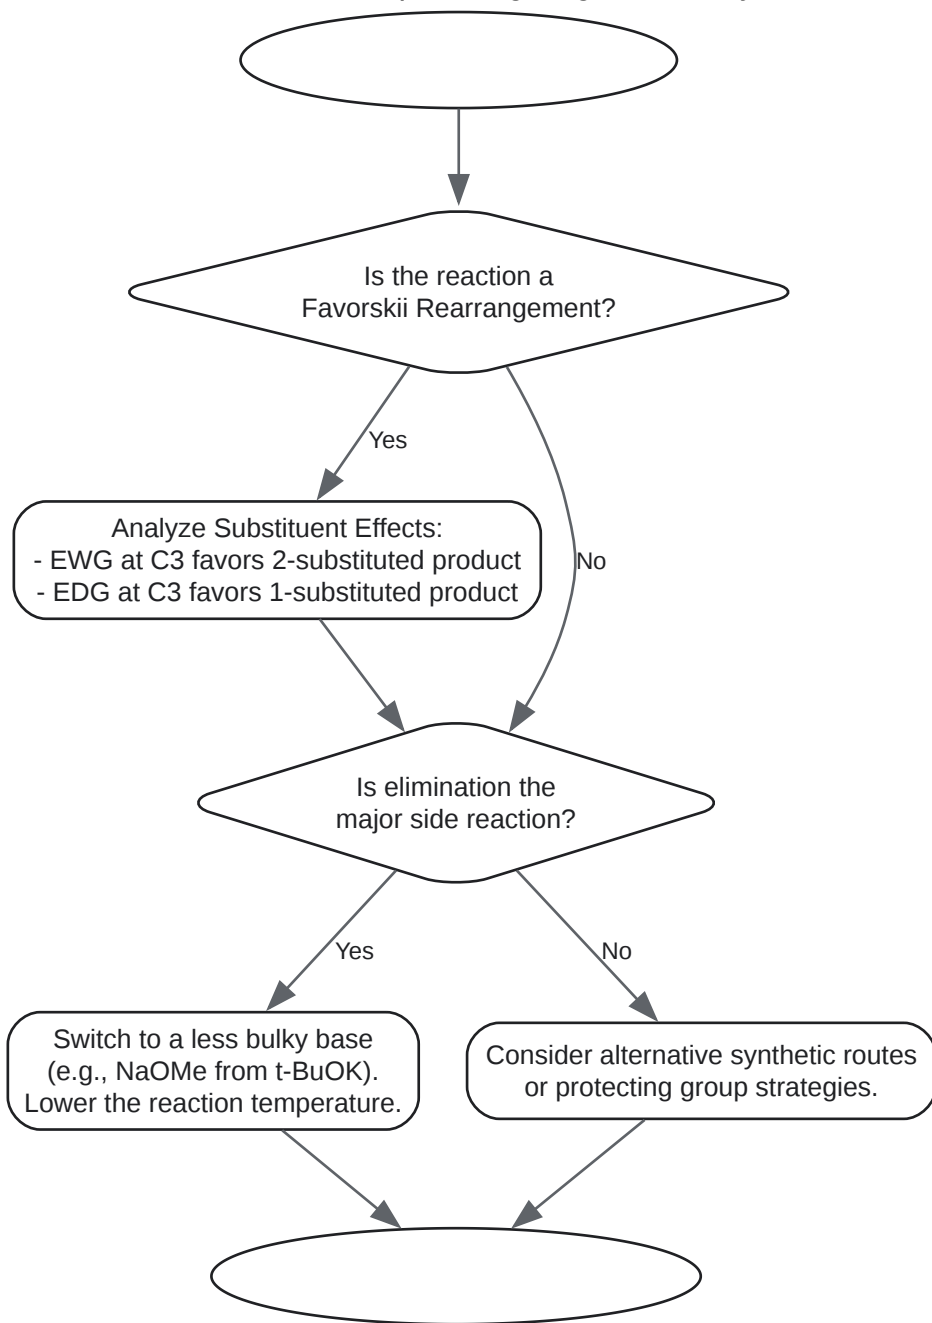 Is the reaction a
Favorskii Rearrangement?
Yes
No
Analyze Substituent Effects:
- EWG at C3 favors 2-substituted product
- EDG at C3 favors 1-substituted product
Is elimination the
major side reaction?
Yes
No
Switch to a less bulky base
(e.g., NaOMe from t-BuOK).
Lower the reaction temperature.
Consider alternative synthetic routes
or protecting group strategies.